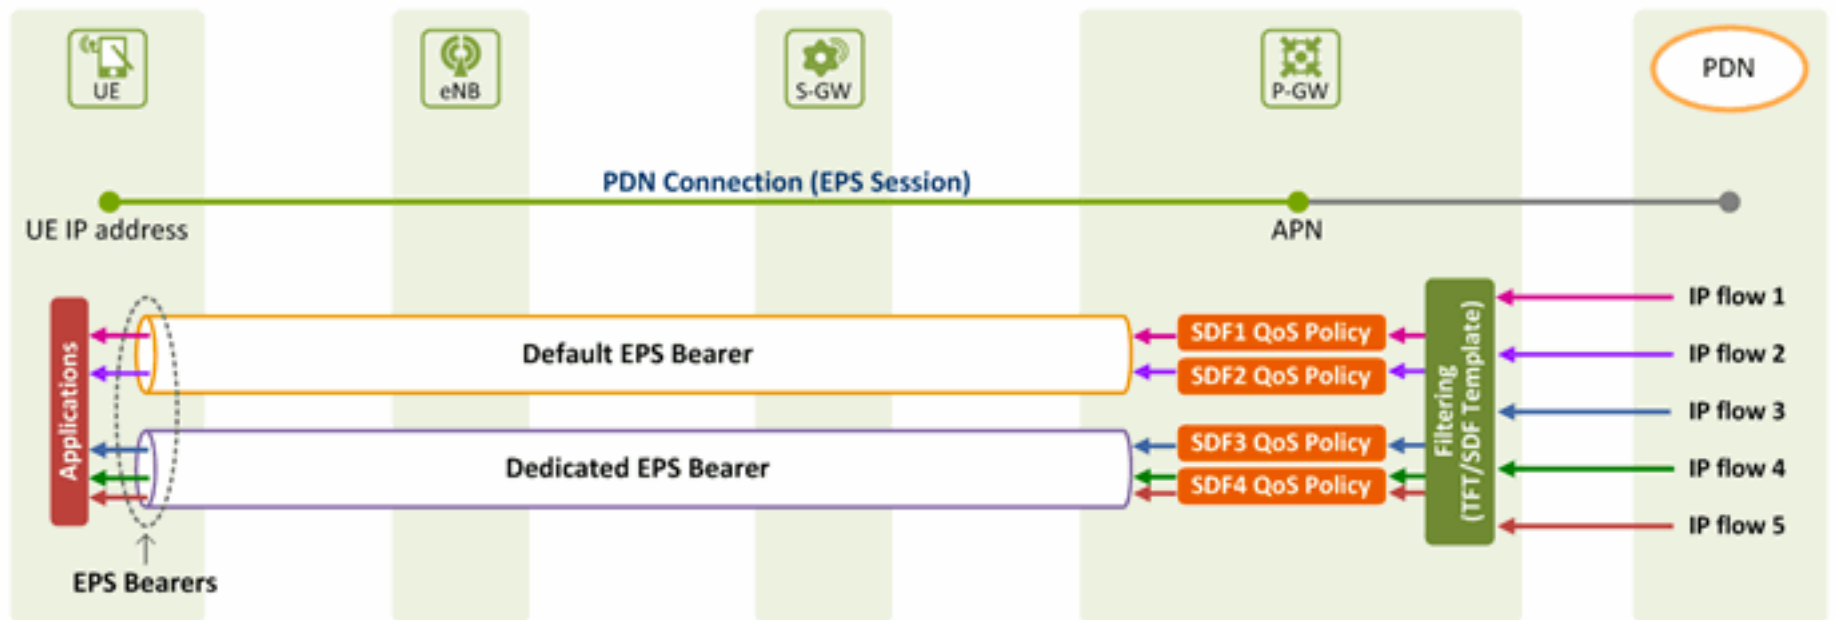 UE
eNB
S-GW
P-GW
PDN
PDN Connection (EPS Session)
UE IP address
APN
Applications
Default EPS Bearer
Dedicated EPS Bearer
EPS Bearers
SDF1 QoS Policy
SDF2 QoS Policy
SDF3 QoS Policy
SDF4 QoS Policy
Filtering
(TFT/SDF Template)
IP flow 1
IP flow 2
IP flow 3
IP flow 4
IP flow 5